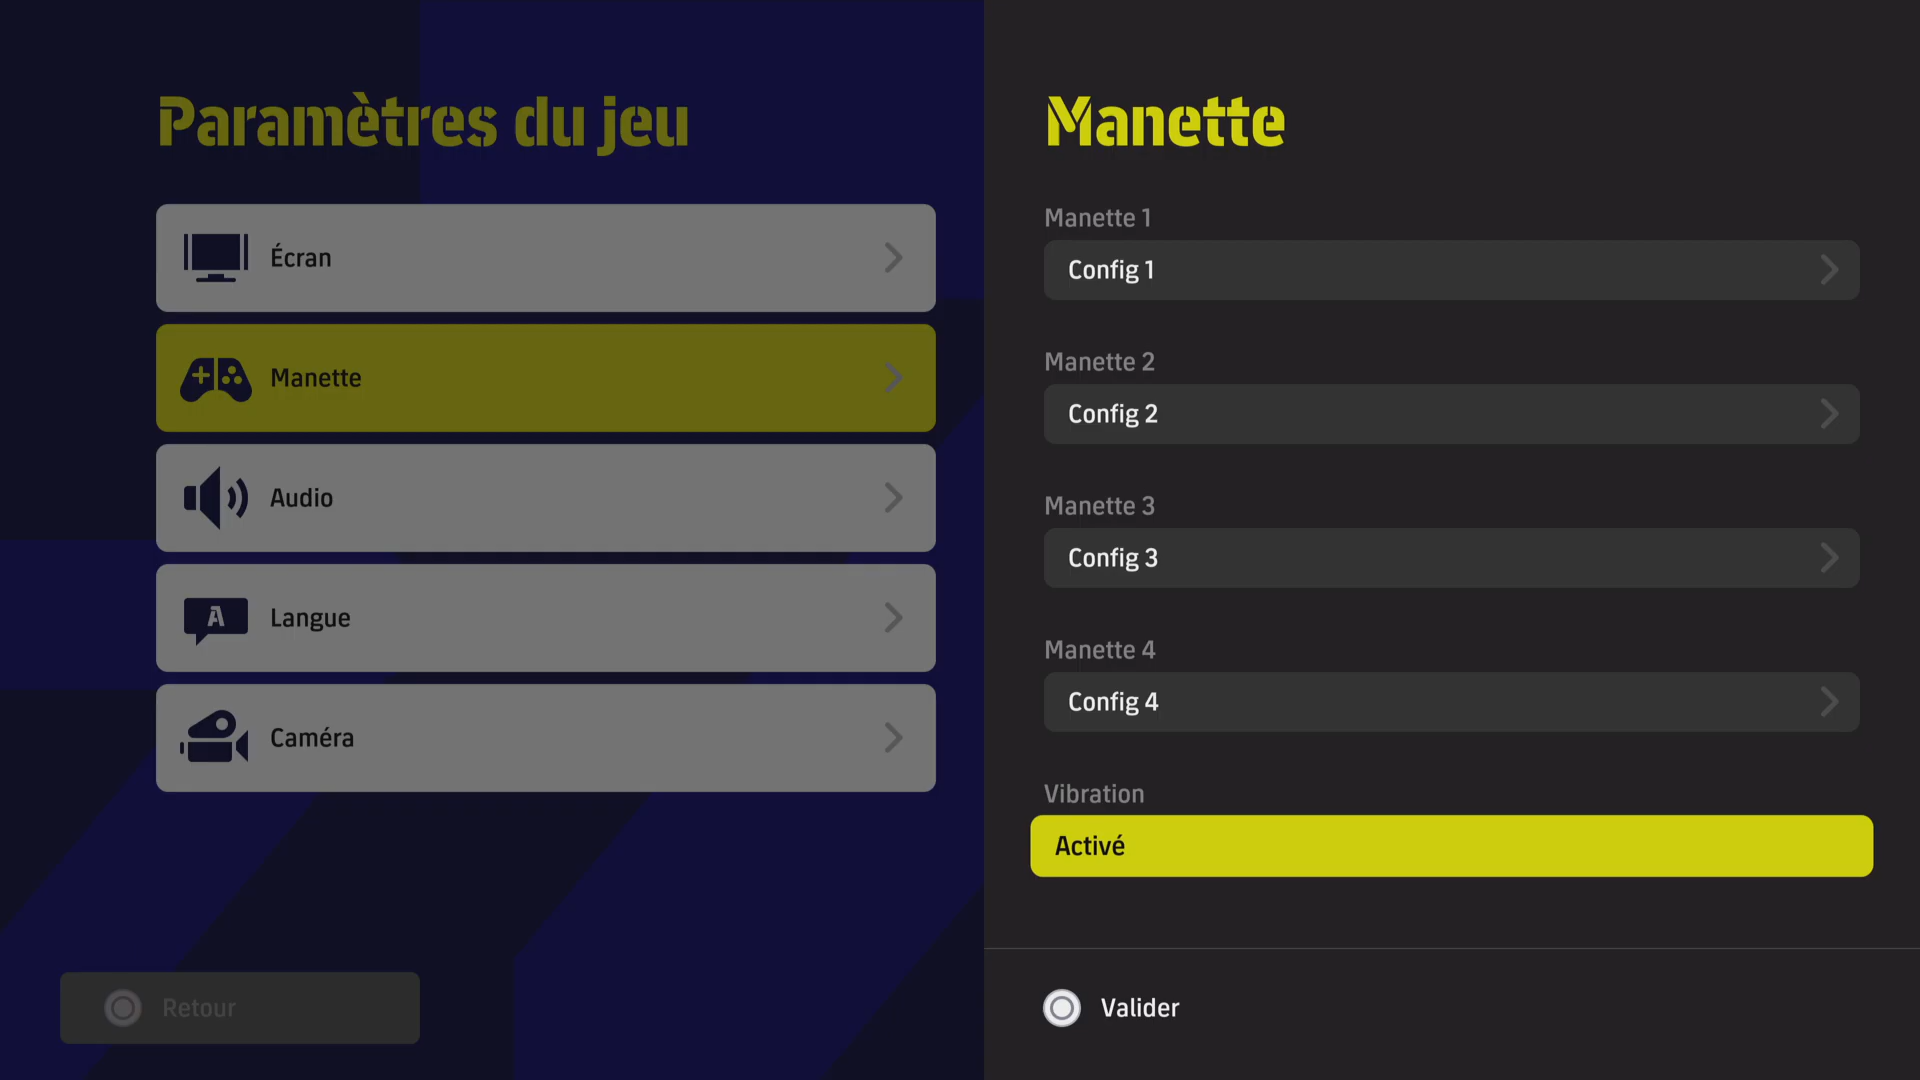 Paramètres du jeu
Écran
Manette
Audio
A
Langue
Caméra
Retour
Manette
Manette 1
Config 1
Manette 2
Config 2
Manette 3
Config 3
Manette 4
Config 4
Vibration
Activé
Valider